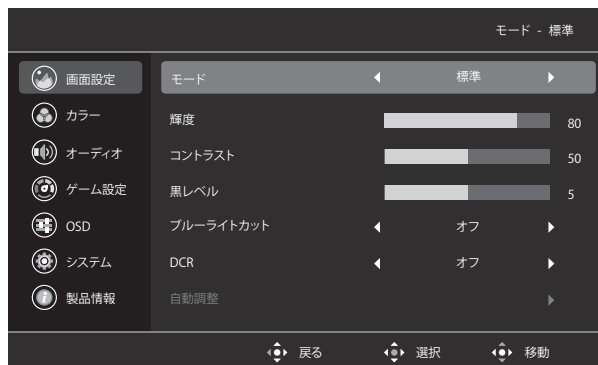 モード - 標準
画面設定
モード 標準
カラー
輝度 80
オーディオ
コントラスト 50
ゲーム設定
黒レベル 5
OSD
ブルーライトカット オフ
システム
DCR オフ
製品情報
自動調整
戻る 選択 移動